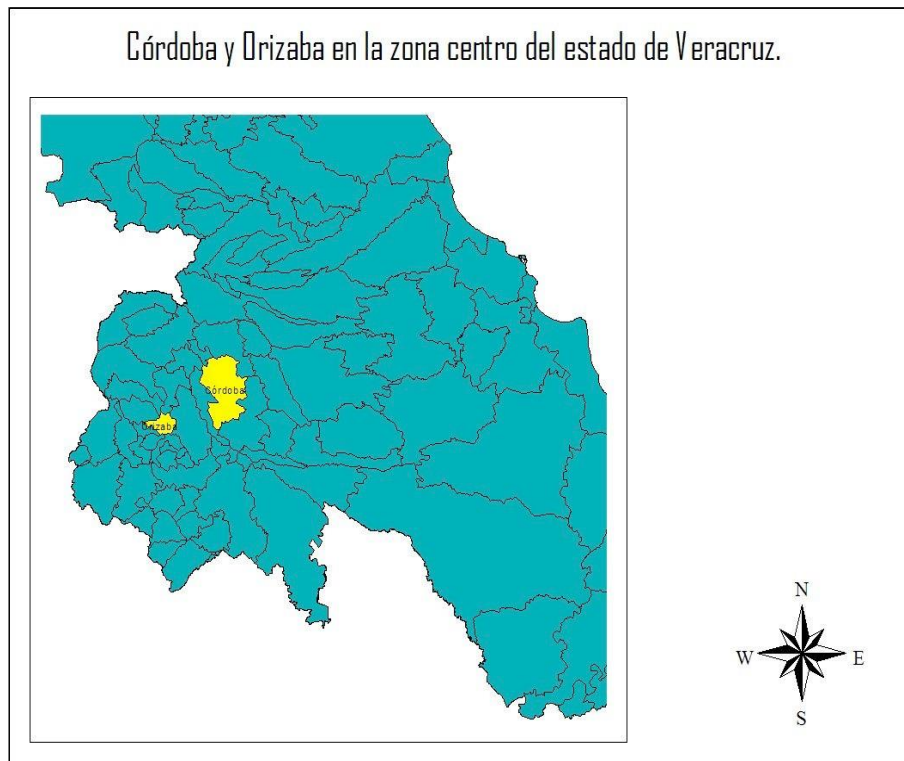 Córdoba y Orizaba en la zona centro del estado de Veracruz.
Córdoba
Orizaba
N
W E
S